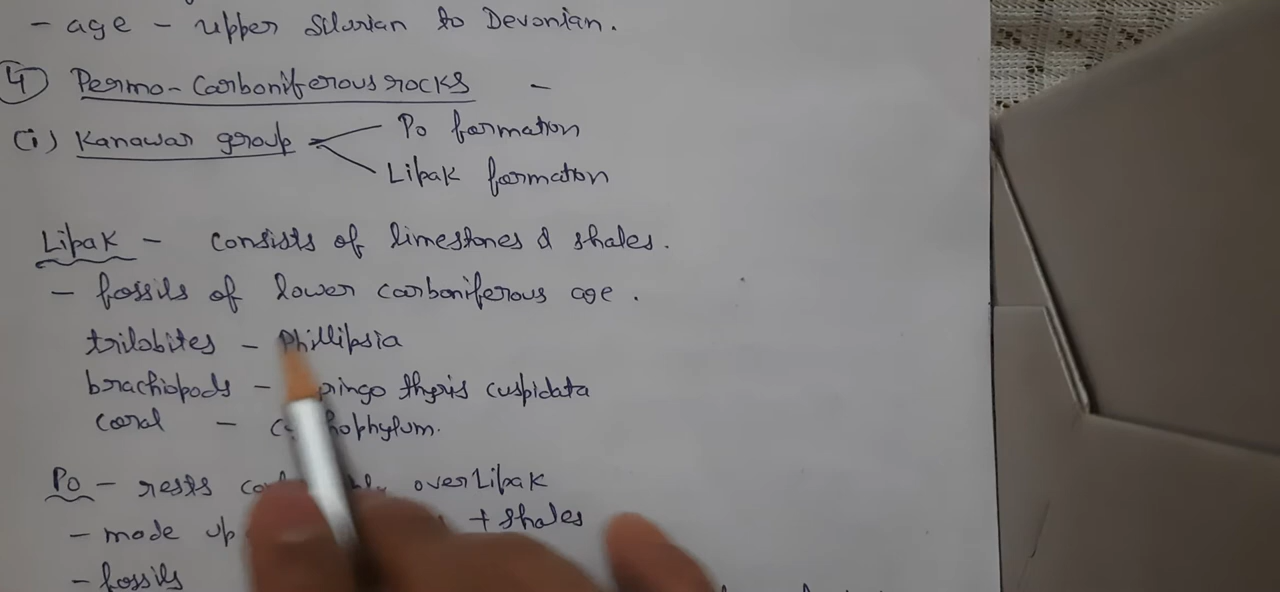 - age - upper Silurian to Devonian.
4 Permo-Carboniferous rocks -
(i) Kanawar group
Po formation
Lipak formation
Lipak - consists of limestones & shales.
- fossils of lower carboniferous age.
trilobites - Phillipsia
brachiopods - pingo thyris cuspidata
coral -
Po - rests over Lipak
- made up + shales
- fossils